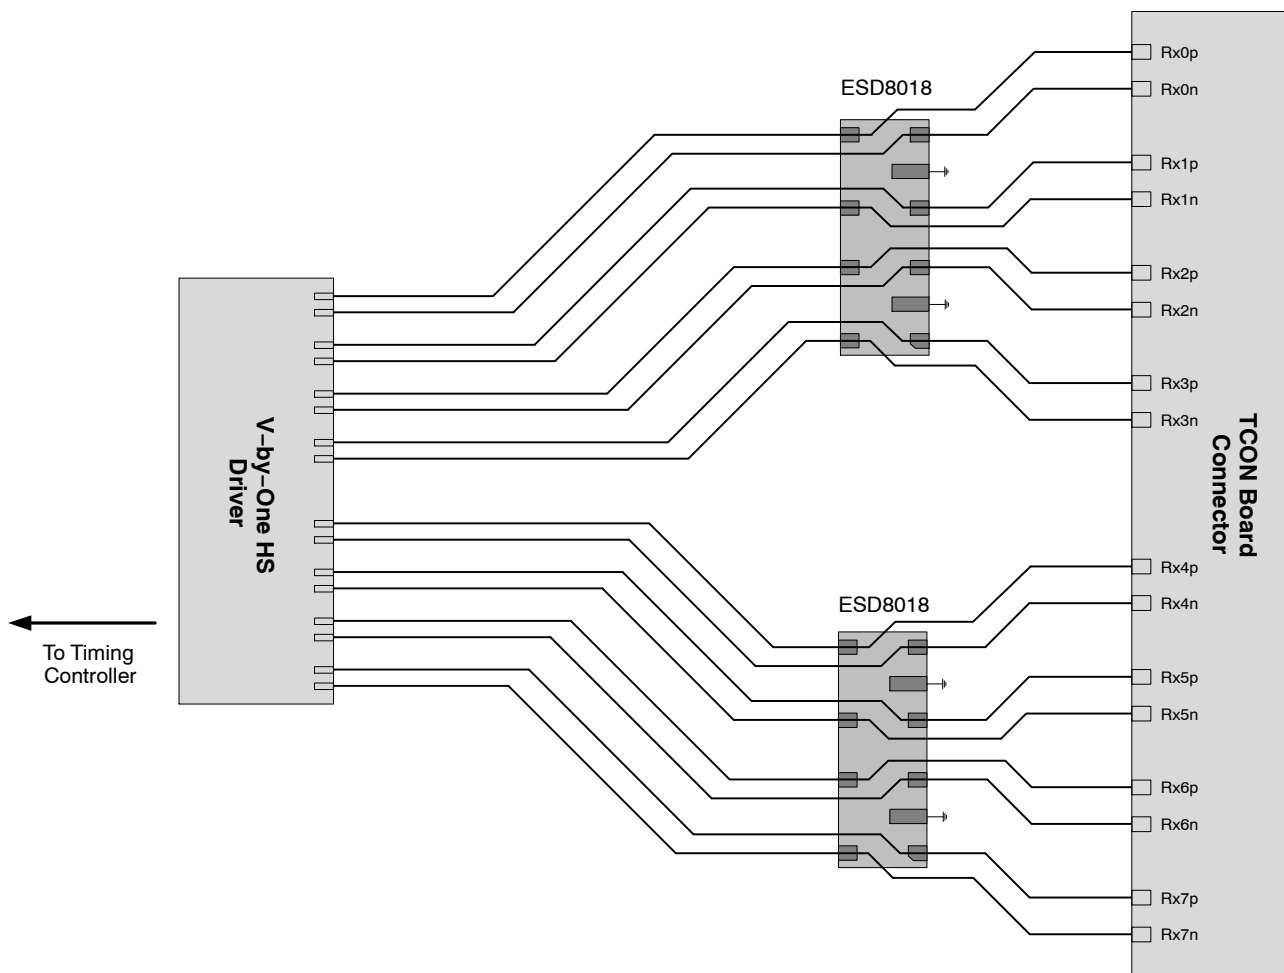 ESD8018
Rx0p
Rx0n
Rx1p
Rx1n
Rx2p
Rx2n
Rx3p
Rx3n
V−by−One HS
Driver
TCON Board
Connector
To Timing
Controller
ESD8018
Rx4p
Rx4n
Rx5p
Rx5n
Rx6p
Rx6n
Rx7p
Rx7n